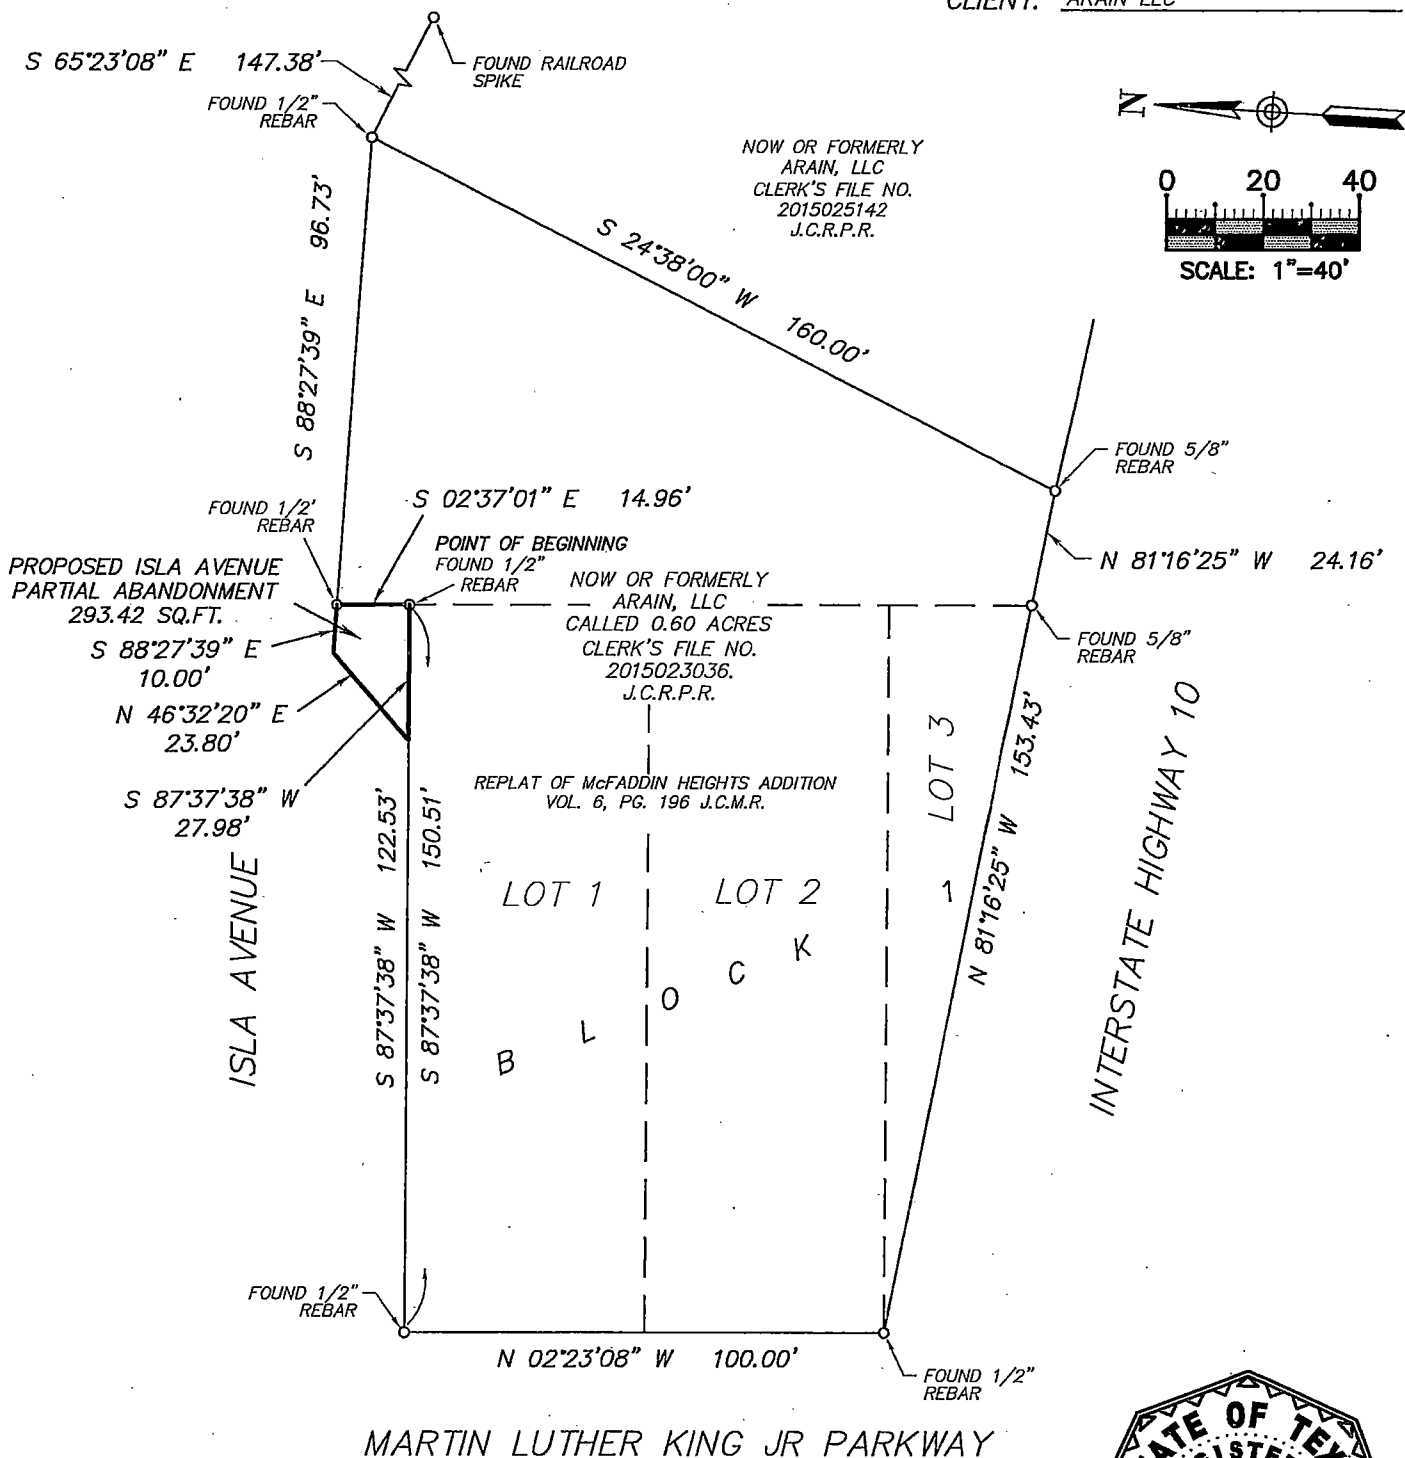 CLIENT: ARAIN LLC
S 65°23'08" E 147.38'
FOUND RAILROAD
SPIKE
FOUND 1/2"
REBAR
N
NOW OR FORMERLY
ARAIN, LLC
CLERK'S FILE NO.
2015025142
J.C.R.P.R.
0 20 40
SCALE: 1"=40'
S 88°27'39" E 96.73'
S 24°38'00" W 160.00'
FOUND 5/8"
REBAR
N 81°16'25" W 24.16'
FOUND 1/2'
REBAR
S 02°37'01" E 14.96'
POINT OF BEGINNING
FOUND 1/2"
REBAR
PROPOSED ISLA AVENUE
PARTIAL ABANDONMENT
293.42 SQ.FT.
NOW OR FORMERLY
ARAIN, LLC
CALLED 0.60 ACRES
CLERK'S FILE NO.
2015023036.
J.C.R.P.R.
FOUND 5/8"
REBAR
S 88°27'39" E
10.00'
N 46°32'20" E
23.80'
S 87°37'38" W
27.98'
REPLAT OF McFADDIN HEIGHTS ADDITION
VOL. 6, PG. 196 J.C.M.R.
S 87°37'38" W 122.53'
S 87°37'38" W 150.51'
LOT 1
LOT 2
LOT 3
BLOCK 1
N 81°16'25" W 153.43'
ISLA AVENUE
INTERSTATE HIGHWAY 10
FOUND 1/2"
REBAR
N 02°23'08" W 100.00'
FOUND 1/2"
REBAR
MARTIN LUTHER KING JR PARKWAY
ATE OF TEX
GISTE